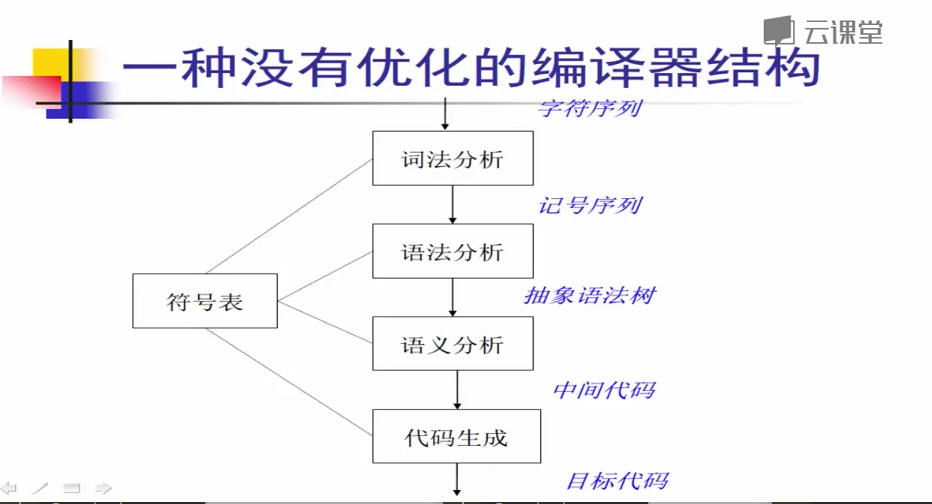 云课堂
一种没有优化的编译器结构
字符序列
词法分析
记号序列
语法分析
抽象语法树
符号表
语义分析
中间代码
代码生成
目标代码